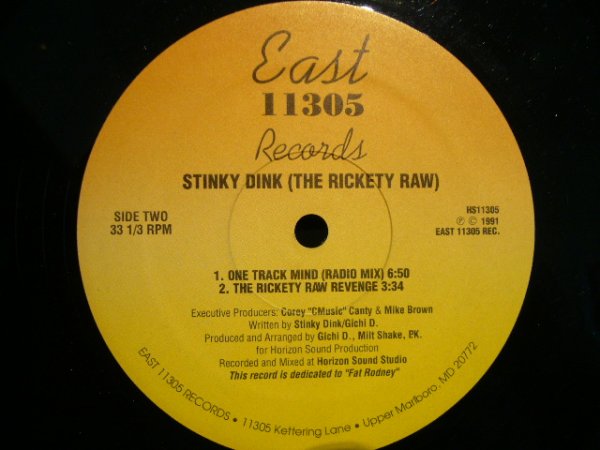 East
11305
Records
STINKY DINK (THE RICKETY RAW)
SIDE TWO
33 1/3 RPM
HS11305
℗ © 1991
EAST 11305 REC.
1. ONE TRACK MIND (RADIO MIX) 6:50
2. THE RICKETY RAW REVENGE 3:34
Executive Producers: Corey "CMusic" Canty & Mike Brown
Written by Stinky Dink/Gichi D.
Produced and Arranged by Gichi D., Milt Shake, P.K.
for Horizon Sound Production
Recorded and Mixed at Horizon Sound Studio
This record is dedicated to "Fat Rodney"
EAST 11305 RECORDS • 11305 Kettering Lane • Upper Marlboro, MD 20772